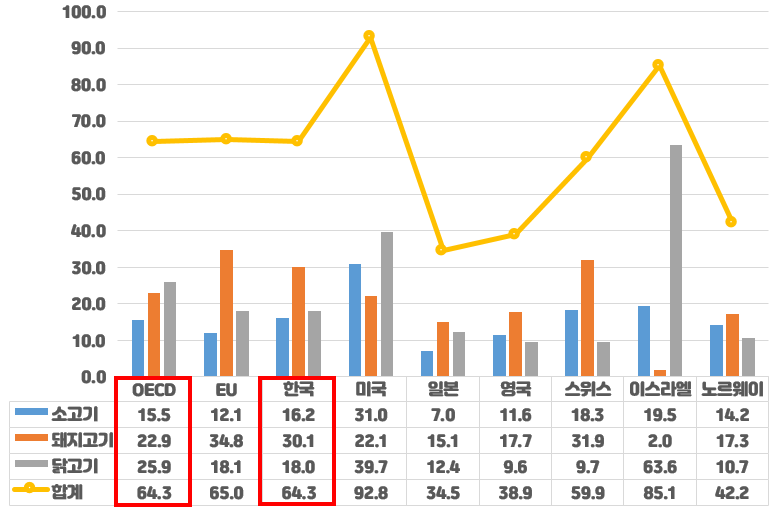 100.0
90.0
80.0
70.0
60.0
50.0
40.0
30.0
20.0
10.0
0.0
OECD EU 한국 미국 일본 영국 스위스 이스라엘 노르웨이
소고기 15.5 12.1 16.2 31.0 7.0 11.6 18.3 19.5 14.2
돼지고기 22.9 34.8 30.1 22.1 15.1 17.7 31.9 2.0 17.3
닭고기 25.9 18.1 18.0 39.7 12.4 9.6 9.7 63.6 10.7
합계 64.3 65.0 64.3 92.8 34.5 38.9 59.9 85.1 42.2